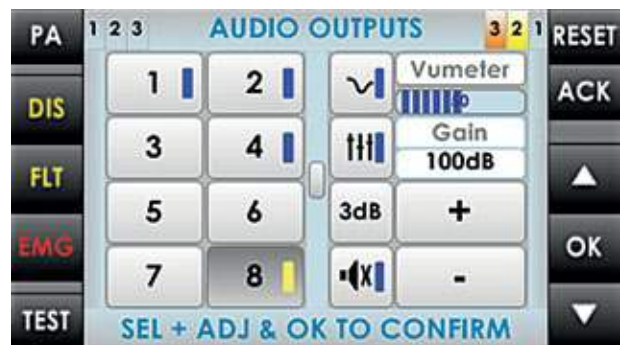 PA
DIS
FLT
EMG
TEST
1 2 3 AUDIO OUTPUTS 3 2 1
1 2
3 4
5 6
7 8
Vumeter
Gain
100dB
3dB + 
-
SEL + ADJ & OK TO CONFIRM
RESET
ACK
OK